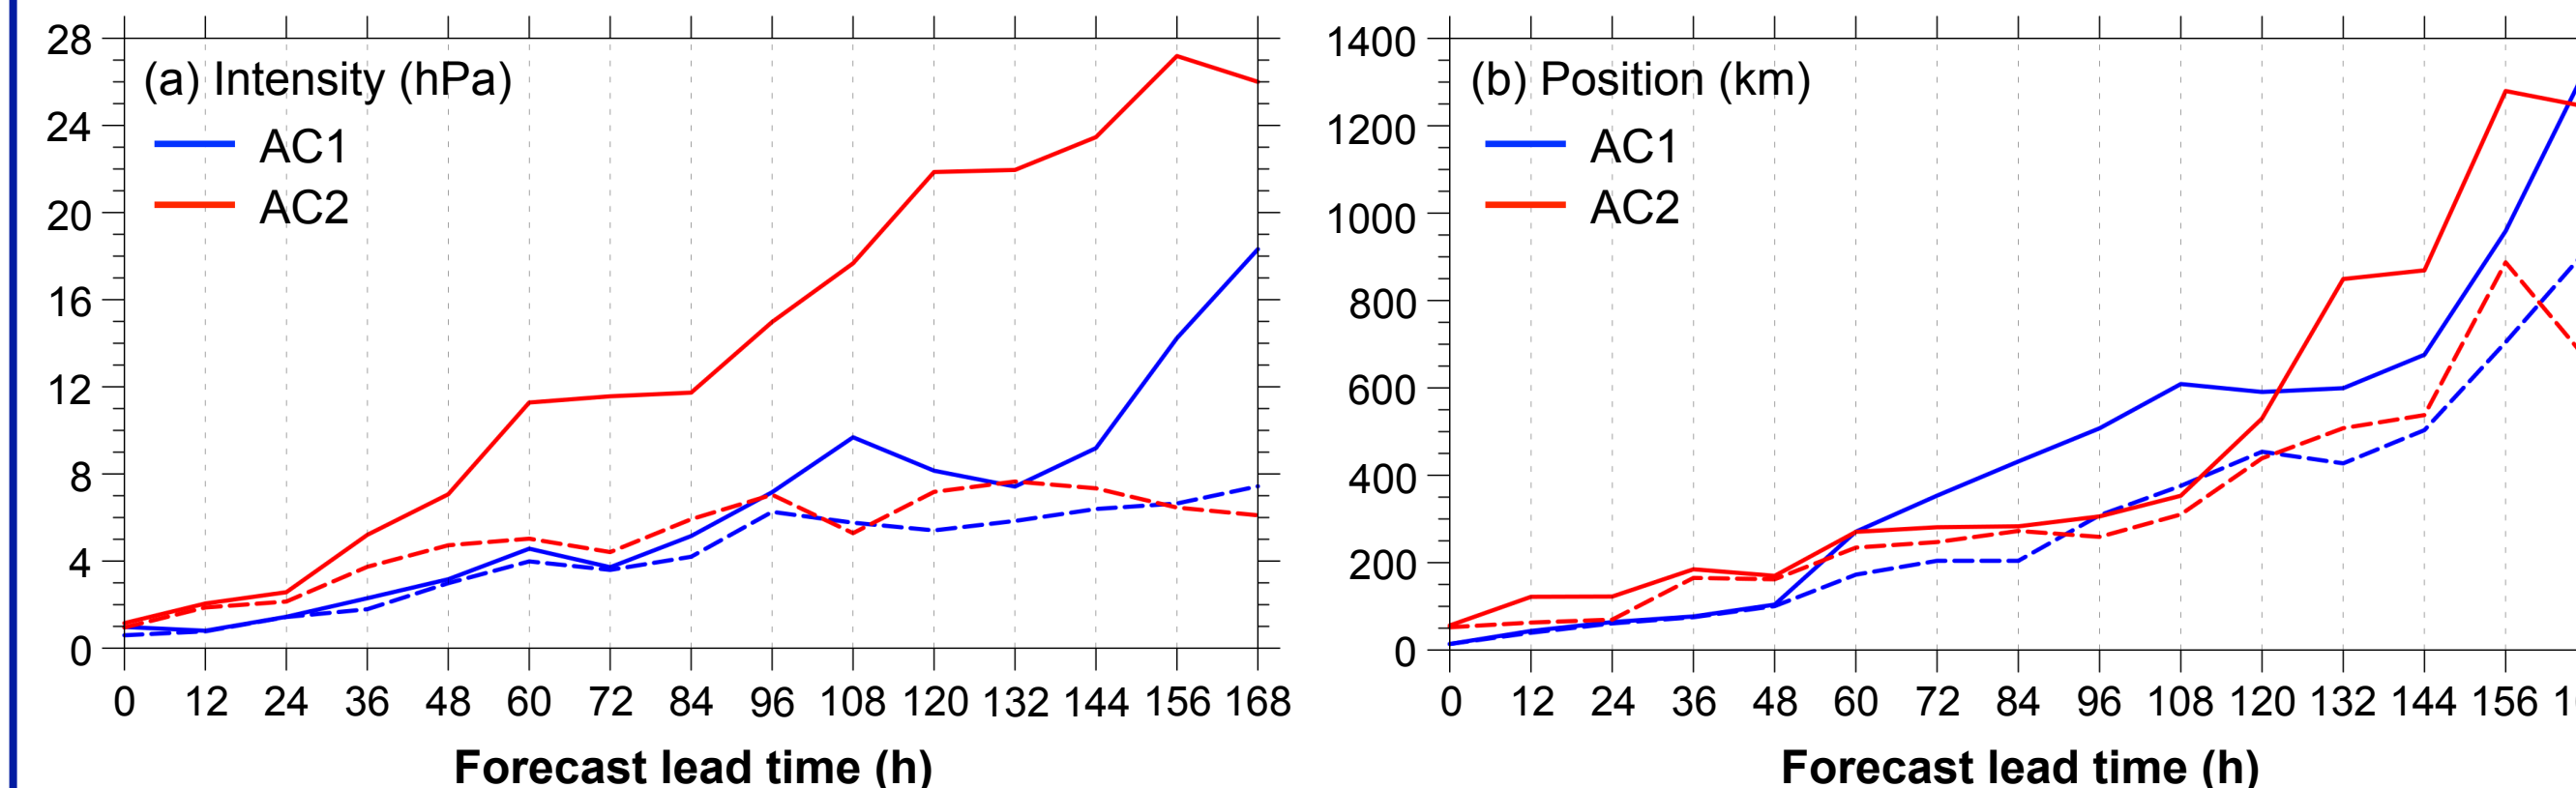 (a) Intensity (hPa)
AC1
AC2
28
24
20
16
12
8
4
0
0 12 24 36 48 60 72 84 96 108 120 132 144 156 168
Forecast lead time (h)
(b) Position (km)
AC1
AC2
1400
1200
1000
800
600
400
200
0
0 12 24 36 48 60 72 84 96 108 120 132 144 156
Forecast lead time (h)